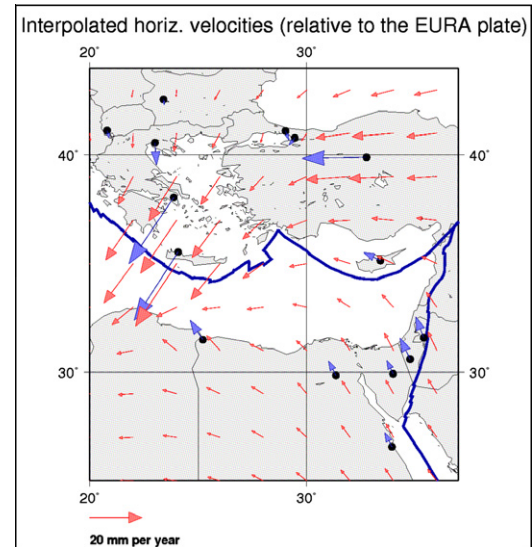 Interpolated horiz. velocities (relative to the EURA plate)
20˚ 30˚
40˚ 40˚
30˚ 30˚
20˚ 30˚
20 mm per year